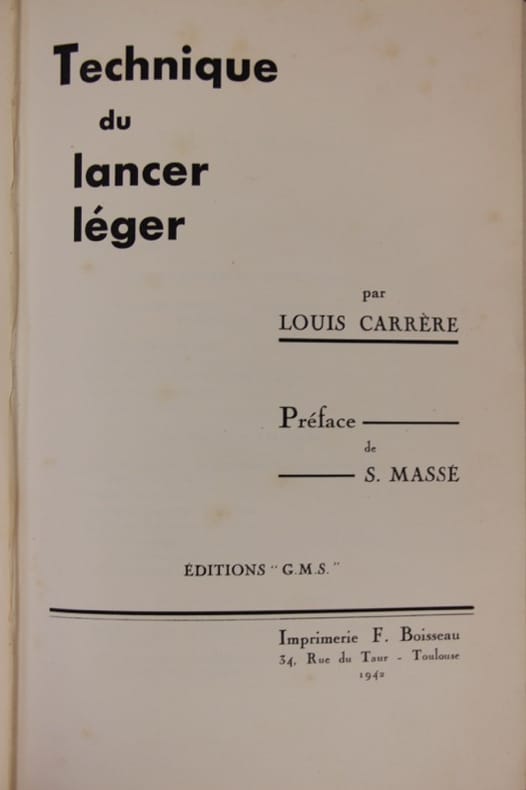 Technique
du
lancer
léger
par
LOUIS CARRÈRE
Préface
de
S. MASSÉ
ÉDITIONS "G.M.S."
Imprimerie F. Boisseau
34, Rue du Taur - Toulouse
1942